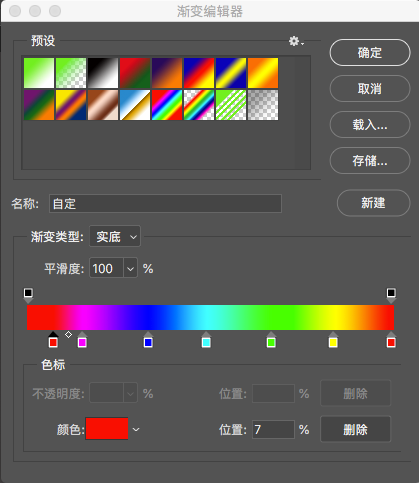 渐变编辑器
预设
确定
取消
载入...
存储...
名称: 自定
新建
渐变类型: 实底
平滑度: 100 %
色标
不透明度: % 位置: % 删除
颜色: 位置: 7 % 删除